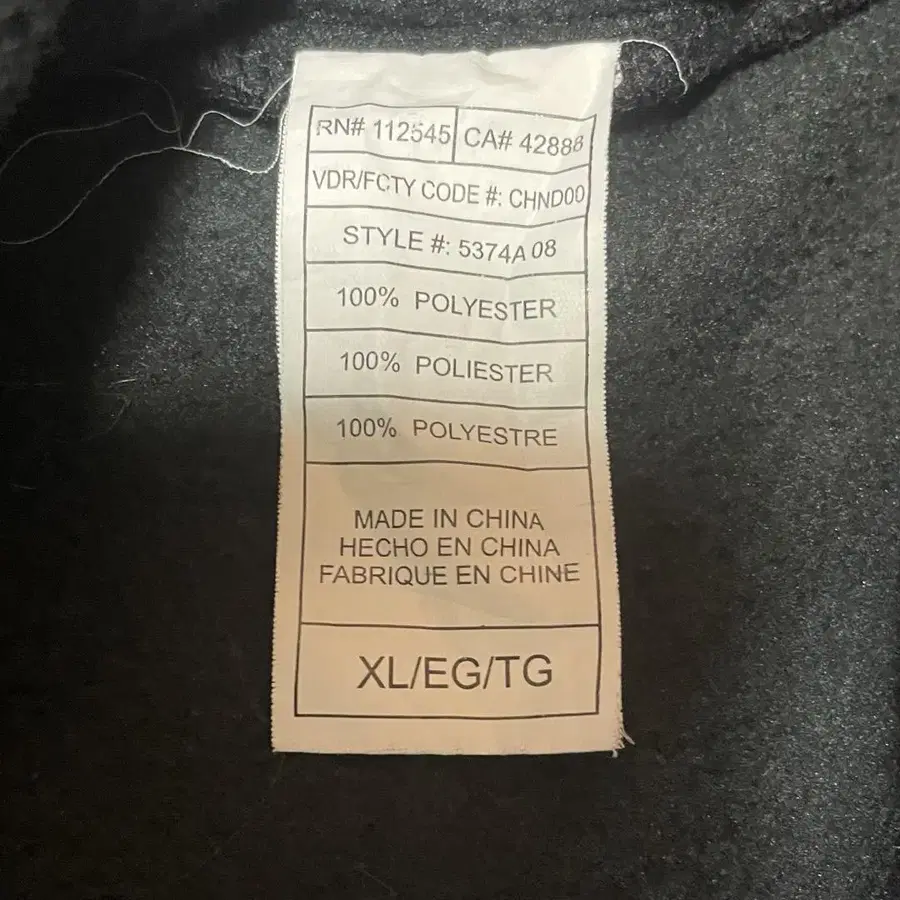 RN# 112545 CA# 42886
VDR/FCTY CODE #: CHND00
STYLE #: 5374A 08
100% POLYESTER
100% POLIESTER
100% POLYESTRE
MADE IN CHINA
HECHO EN CHINA
FABRIQUE EN CHINE
XL/EG/TG